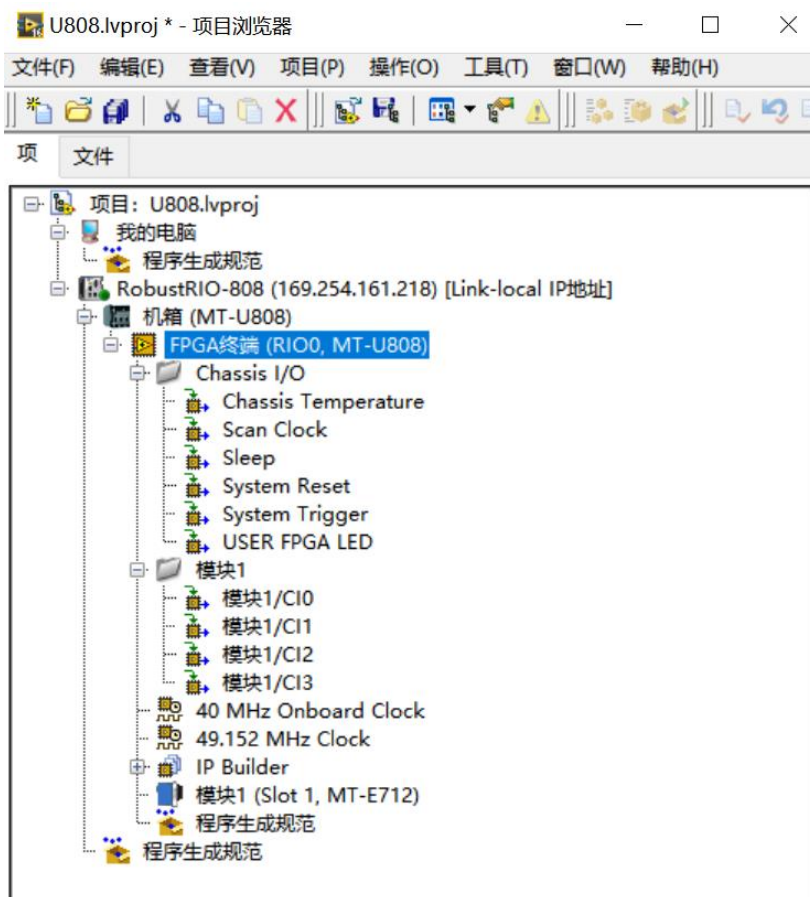 U808.lvproj * - 项目浏览器
文件(F) 编辑(E) 查看(V) 项目(P) 操作(O) 工具(T) 窗口(W) 帮助(H)
项 文件
项目：U808.lvproj
我的电脑
程序生成规范
RobustRIO-808 (169.254.161.218) [Link-local IP地址]
机箱 (MT-U808)
FPGA终端 (RIO0, MT-U808)
Chassis I/O
Chassis Temperature
Scan Clock
Sleep
System Reset
System Trigger
USER FPGA LED
模块1
模块1/CI0
模块1/CI1
模块1/CI2
模块1/CI3
40 MHz Onboard Clock
49.152 MHz Clock
IP Builder
模块1 (Slot 1, MT-E712)
程序生成规范
程序生成规范